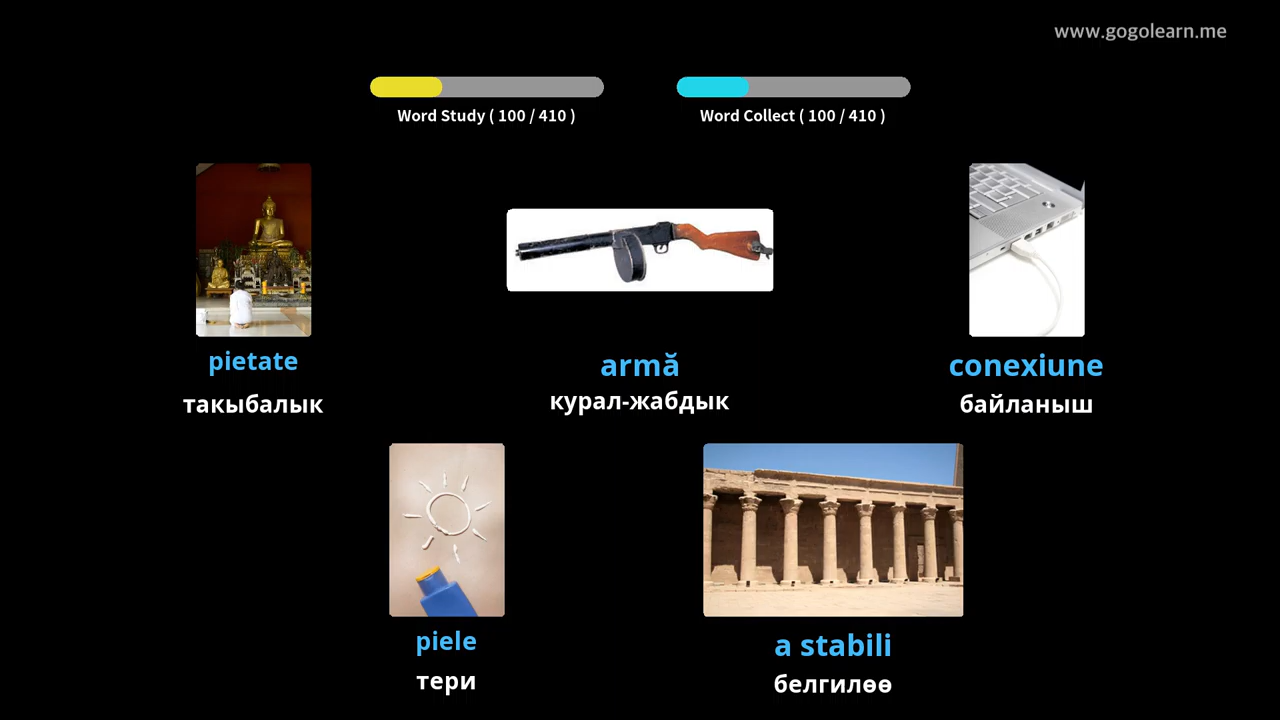 www.gogolearn.me
Word Study ( 100 / 410 )
Word Collect ( 100 / 410 )
pietate
такыбалык
armă
курал-жабдык
conexiune
байланыш
piele
тери
a stabili
белгилөө